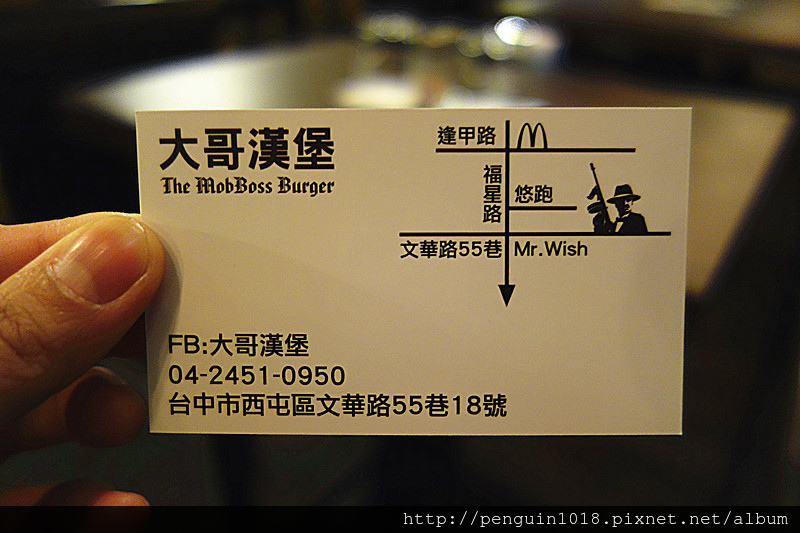 大哥漢堡
The MobBoss Burger
逢甲路
福星路
悠跑
文華路55巷
Mr.Wish
FB:大哥漢堡
04-2451-0950
台中市西屯區文華路55巷18號
http://penguin1018.pixnet.net/album